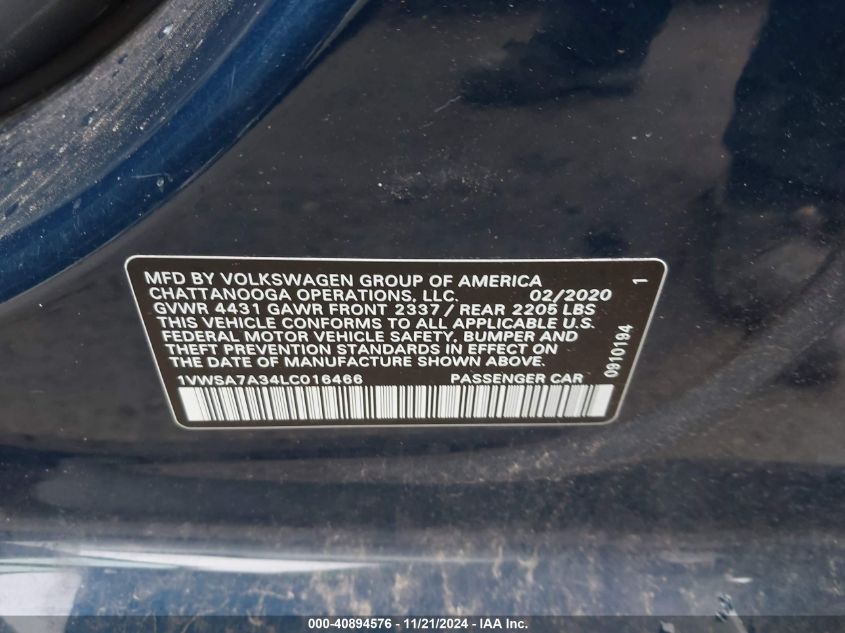 MFD BY VOLKSWAGEN GROUP OF AMERICA
CHATTANOOGA OPERATIONS, LLC. 02/2020
GVWR 4431 GAWR FRONT 2337 / REAR 2205 LBS
THIS VEHICLE CONFORMS TO ALL APPLICABLE U.S.
FEDERAL MOTOR VEHICLE SAFETY, BUMPER AND
THEFT PREVENTION STANDARDS IN EFFECT ON
THE DATE OF MANUFACTURE SHOWN ABOVE.
1VWSA7A34LC016466 PASSENGER CAR
0910194 1
000-40894576 - 11/21/2024 - IAA Inc.